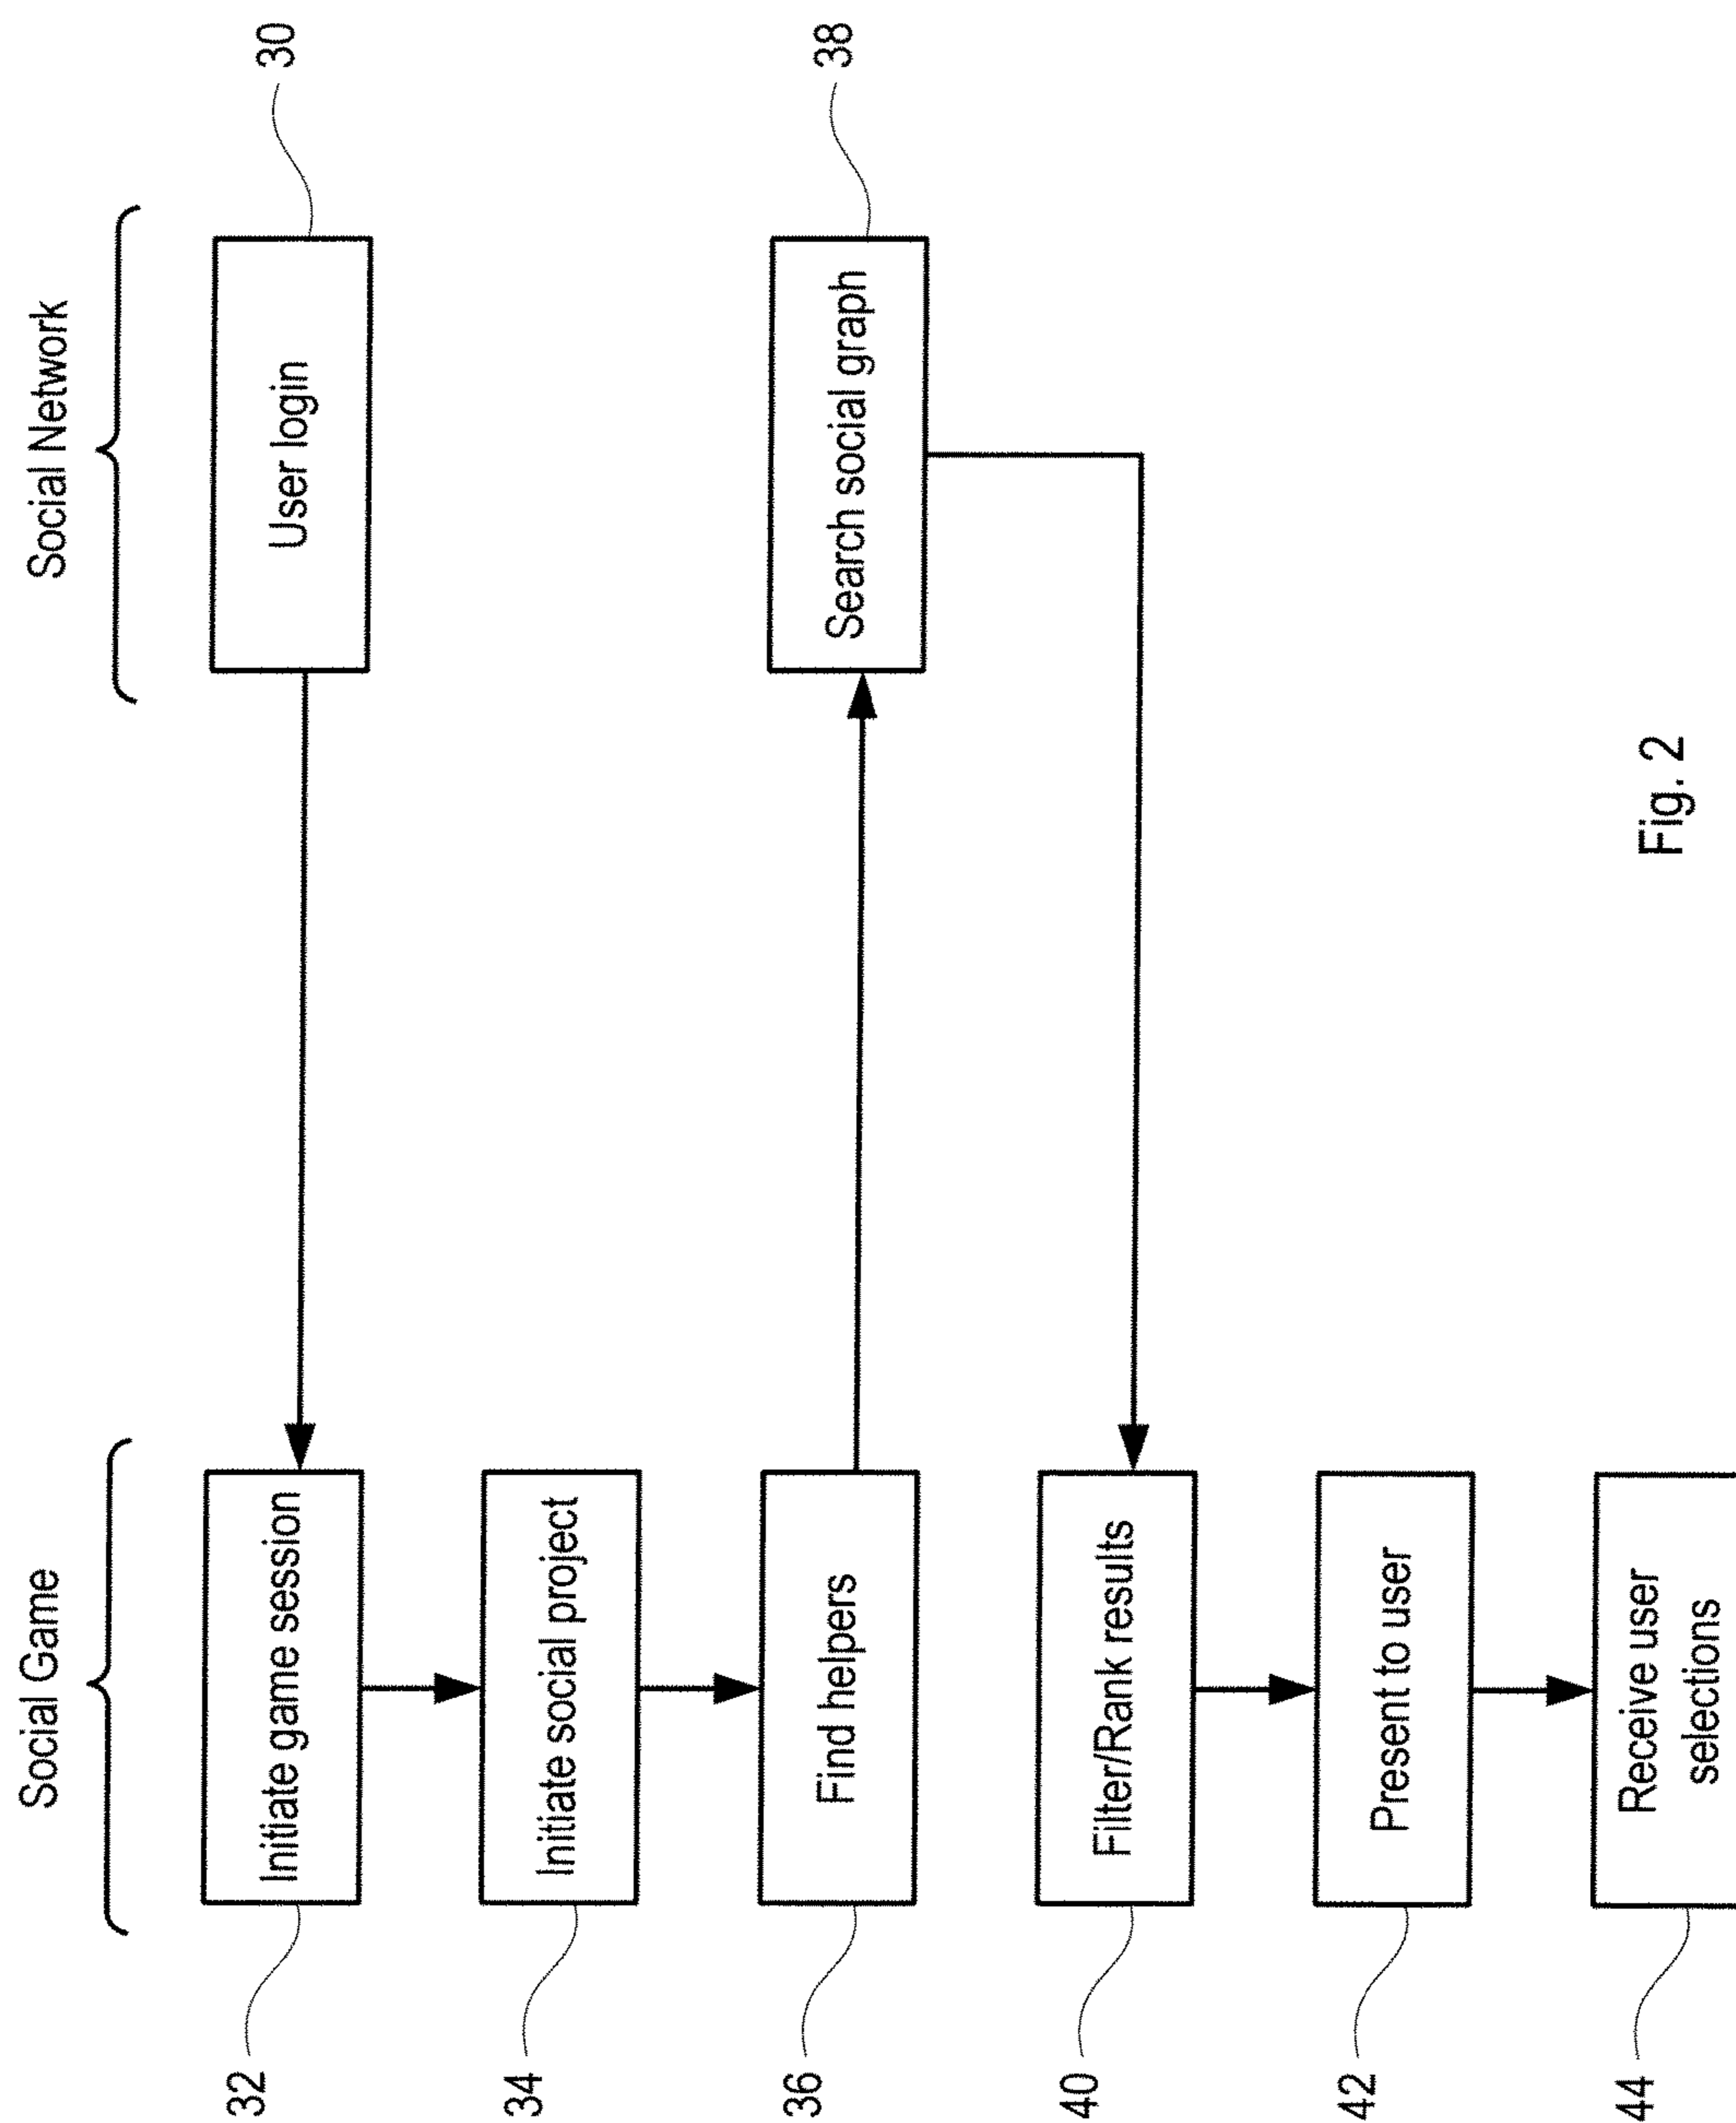 Social Game
Social Network
32
Initiate game session
User login
30
34
Initiate social project
36
Find helpers
Search social graph
38
40
Filter/Rank results
42
Present to user
44
Receive user
selections
Fig. 2